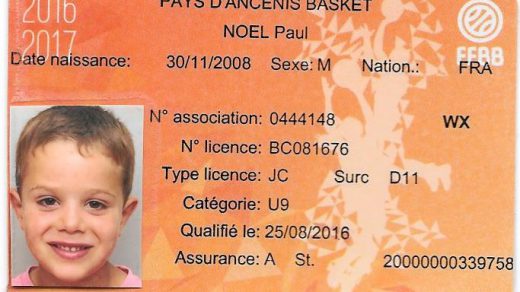 2016
2017
PAYS D'ANCENIS BASKET
NOEL Paul
FFBB
Date naissance: 30/11/2008 Sexe: M Nation.: FRA
N° association: 0444148 WX
N° licence: BC081676
Type licence: JC Surc D11
Catégorie: U9
Qualifié le: 25/08/2016
Assurance: A St. 20000000339758